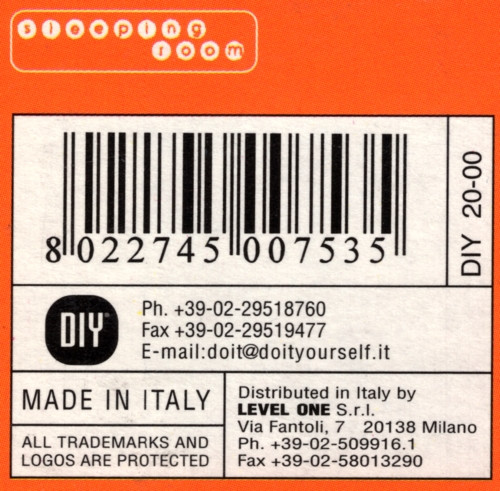 sleeping
room
8 022745 007535
DIY 20-00
DIY
Ph. +39-02-29518760
Fax +39-02-29519477
E-mail:doit@doityourself.it
MADE IN ITALY
ALL TRADEMARKS AND
LOGOS ARE PROTECTED
Distributed in Italy by
LEVEL ONE S.r.l.
Via Fantoli, 7 20138 Milano
Ph. +39-02-509916.1
Fax +39-02-58013290